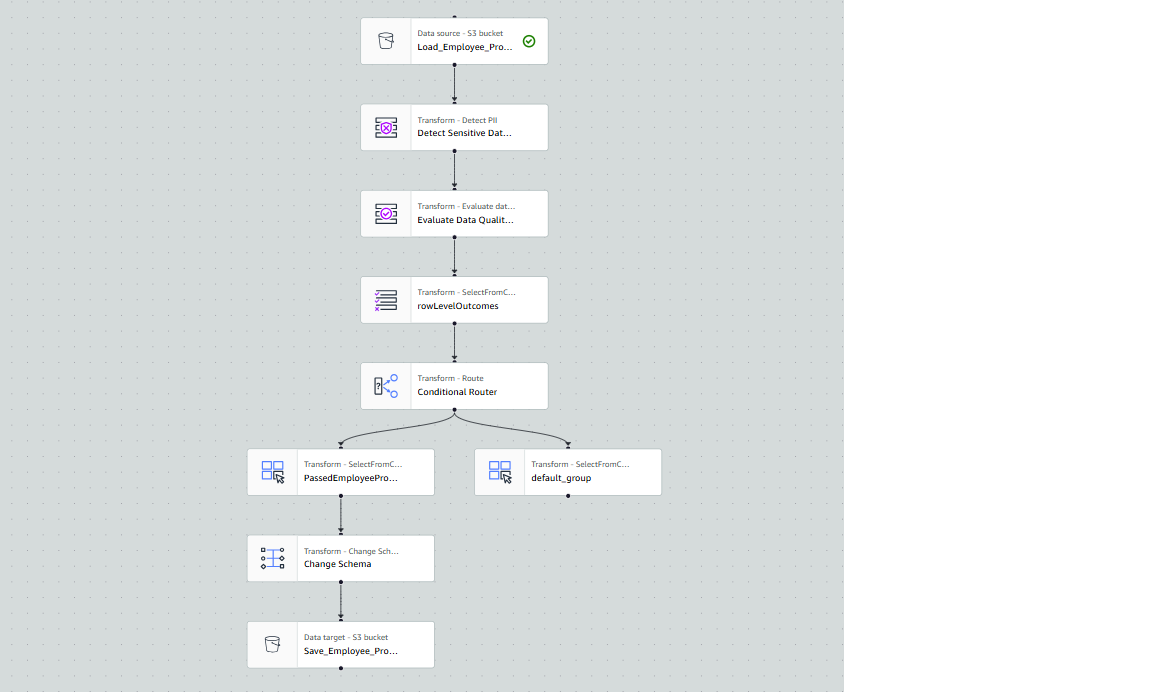 Data source - S3 bucket
Load_Employee_Pro...
Transform - Detect PII
Detect Sensitive Dat...
Transform - Evaluate dat...
Evaluate Data Qualit...
Transform - SelectFromC...
rowLevelOutcomes
Transform - Route
?
Conditional Router
Transform - SelectFromC...
PassedEmployeePro...
Transform - SelectFromC...
default_group
Transform - Change Sch...
Change Schema
Data target - S3 bucket
Save_Employee_Pro...